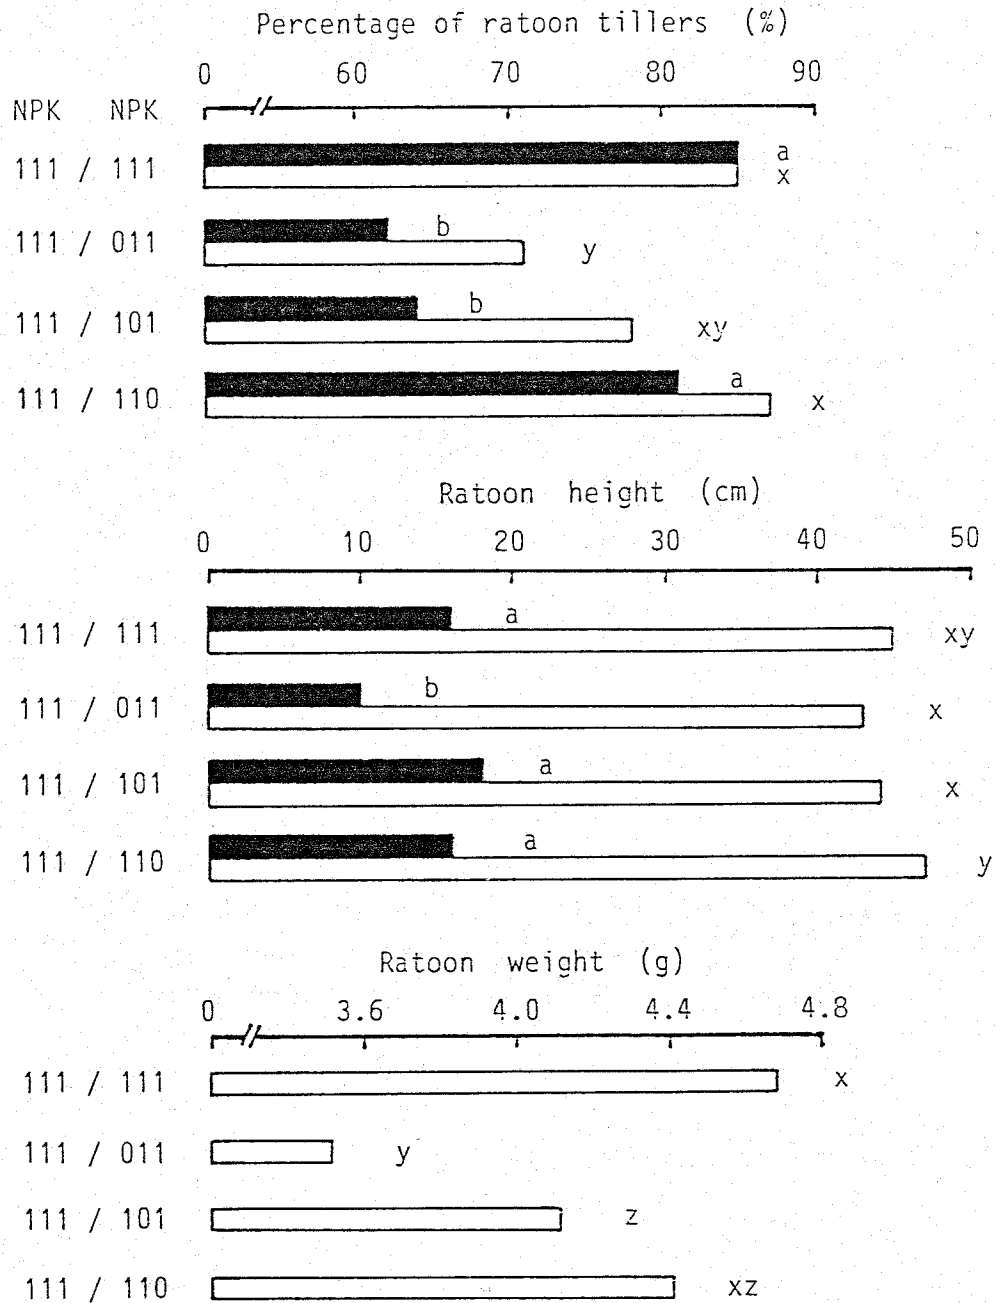 Percentage of ratoon tillers (%)
0 60 70 80 90
NPK NPK
111 / 111 a
x
111 / 011 b
y
111 / 101 b
xy
111 / 110 a
x
Ratoon height (cm)
0 10 20 30 40 50
111 / 111 a
xy
111 / 011 b
x
111 / 101 a
x
111 / 110 a
y
Ratoon weight (g)
0 3.6 4.0 4.4 4.8
111 / 111 x
111 / 011 y
111 / 101 z
111 / 110 xz